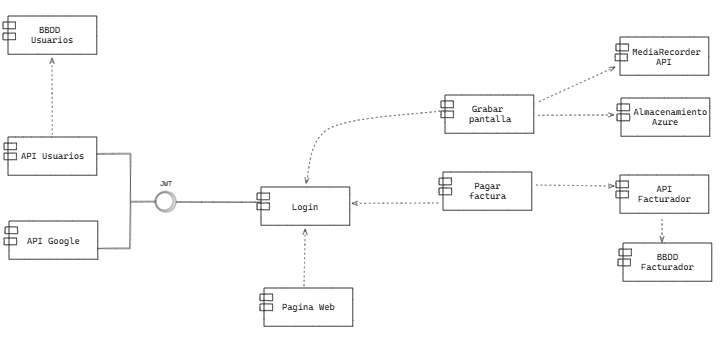 BBDD
Usuarios
MediaRecorder
API
Grabar
pantalla
Almacenamiento
Azure
API Usuarios
JWT
Login
Pagar
factura
API
Facturador
API Google
BBDD
Facturador
Pagina Web